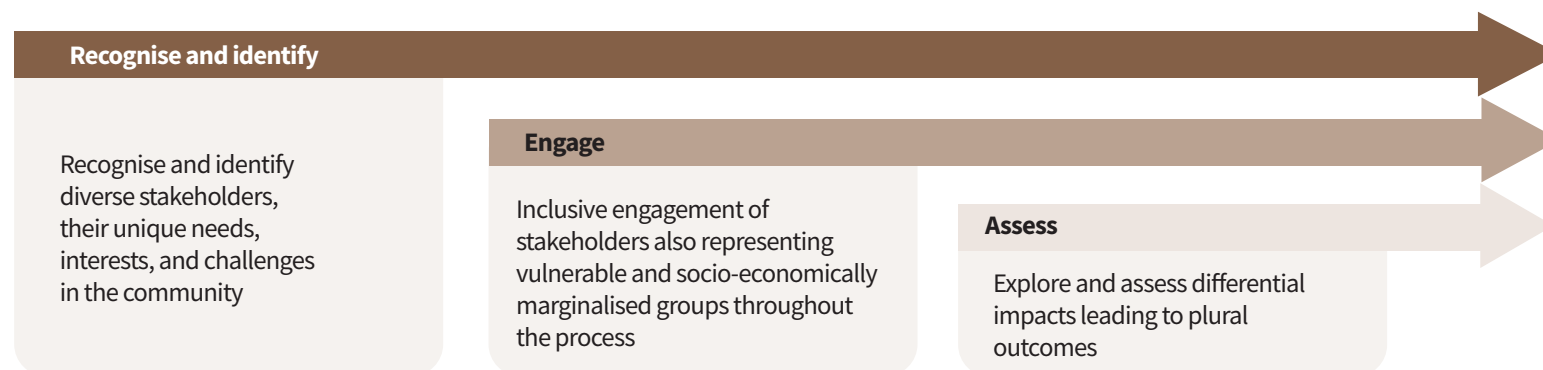 Recognise and identify
Recognise and identify
diverse stakeholders,
their unique needs,
interests, and challenges
in the community
Engage
Inclusive engagement of
stakeholders also representing
vulnerable and socio-economically
marginalised groups throughout
the process
Assess
Explore and assess differential
impacts leading to plural
outcomes